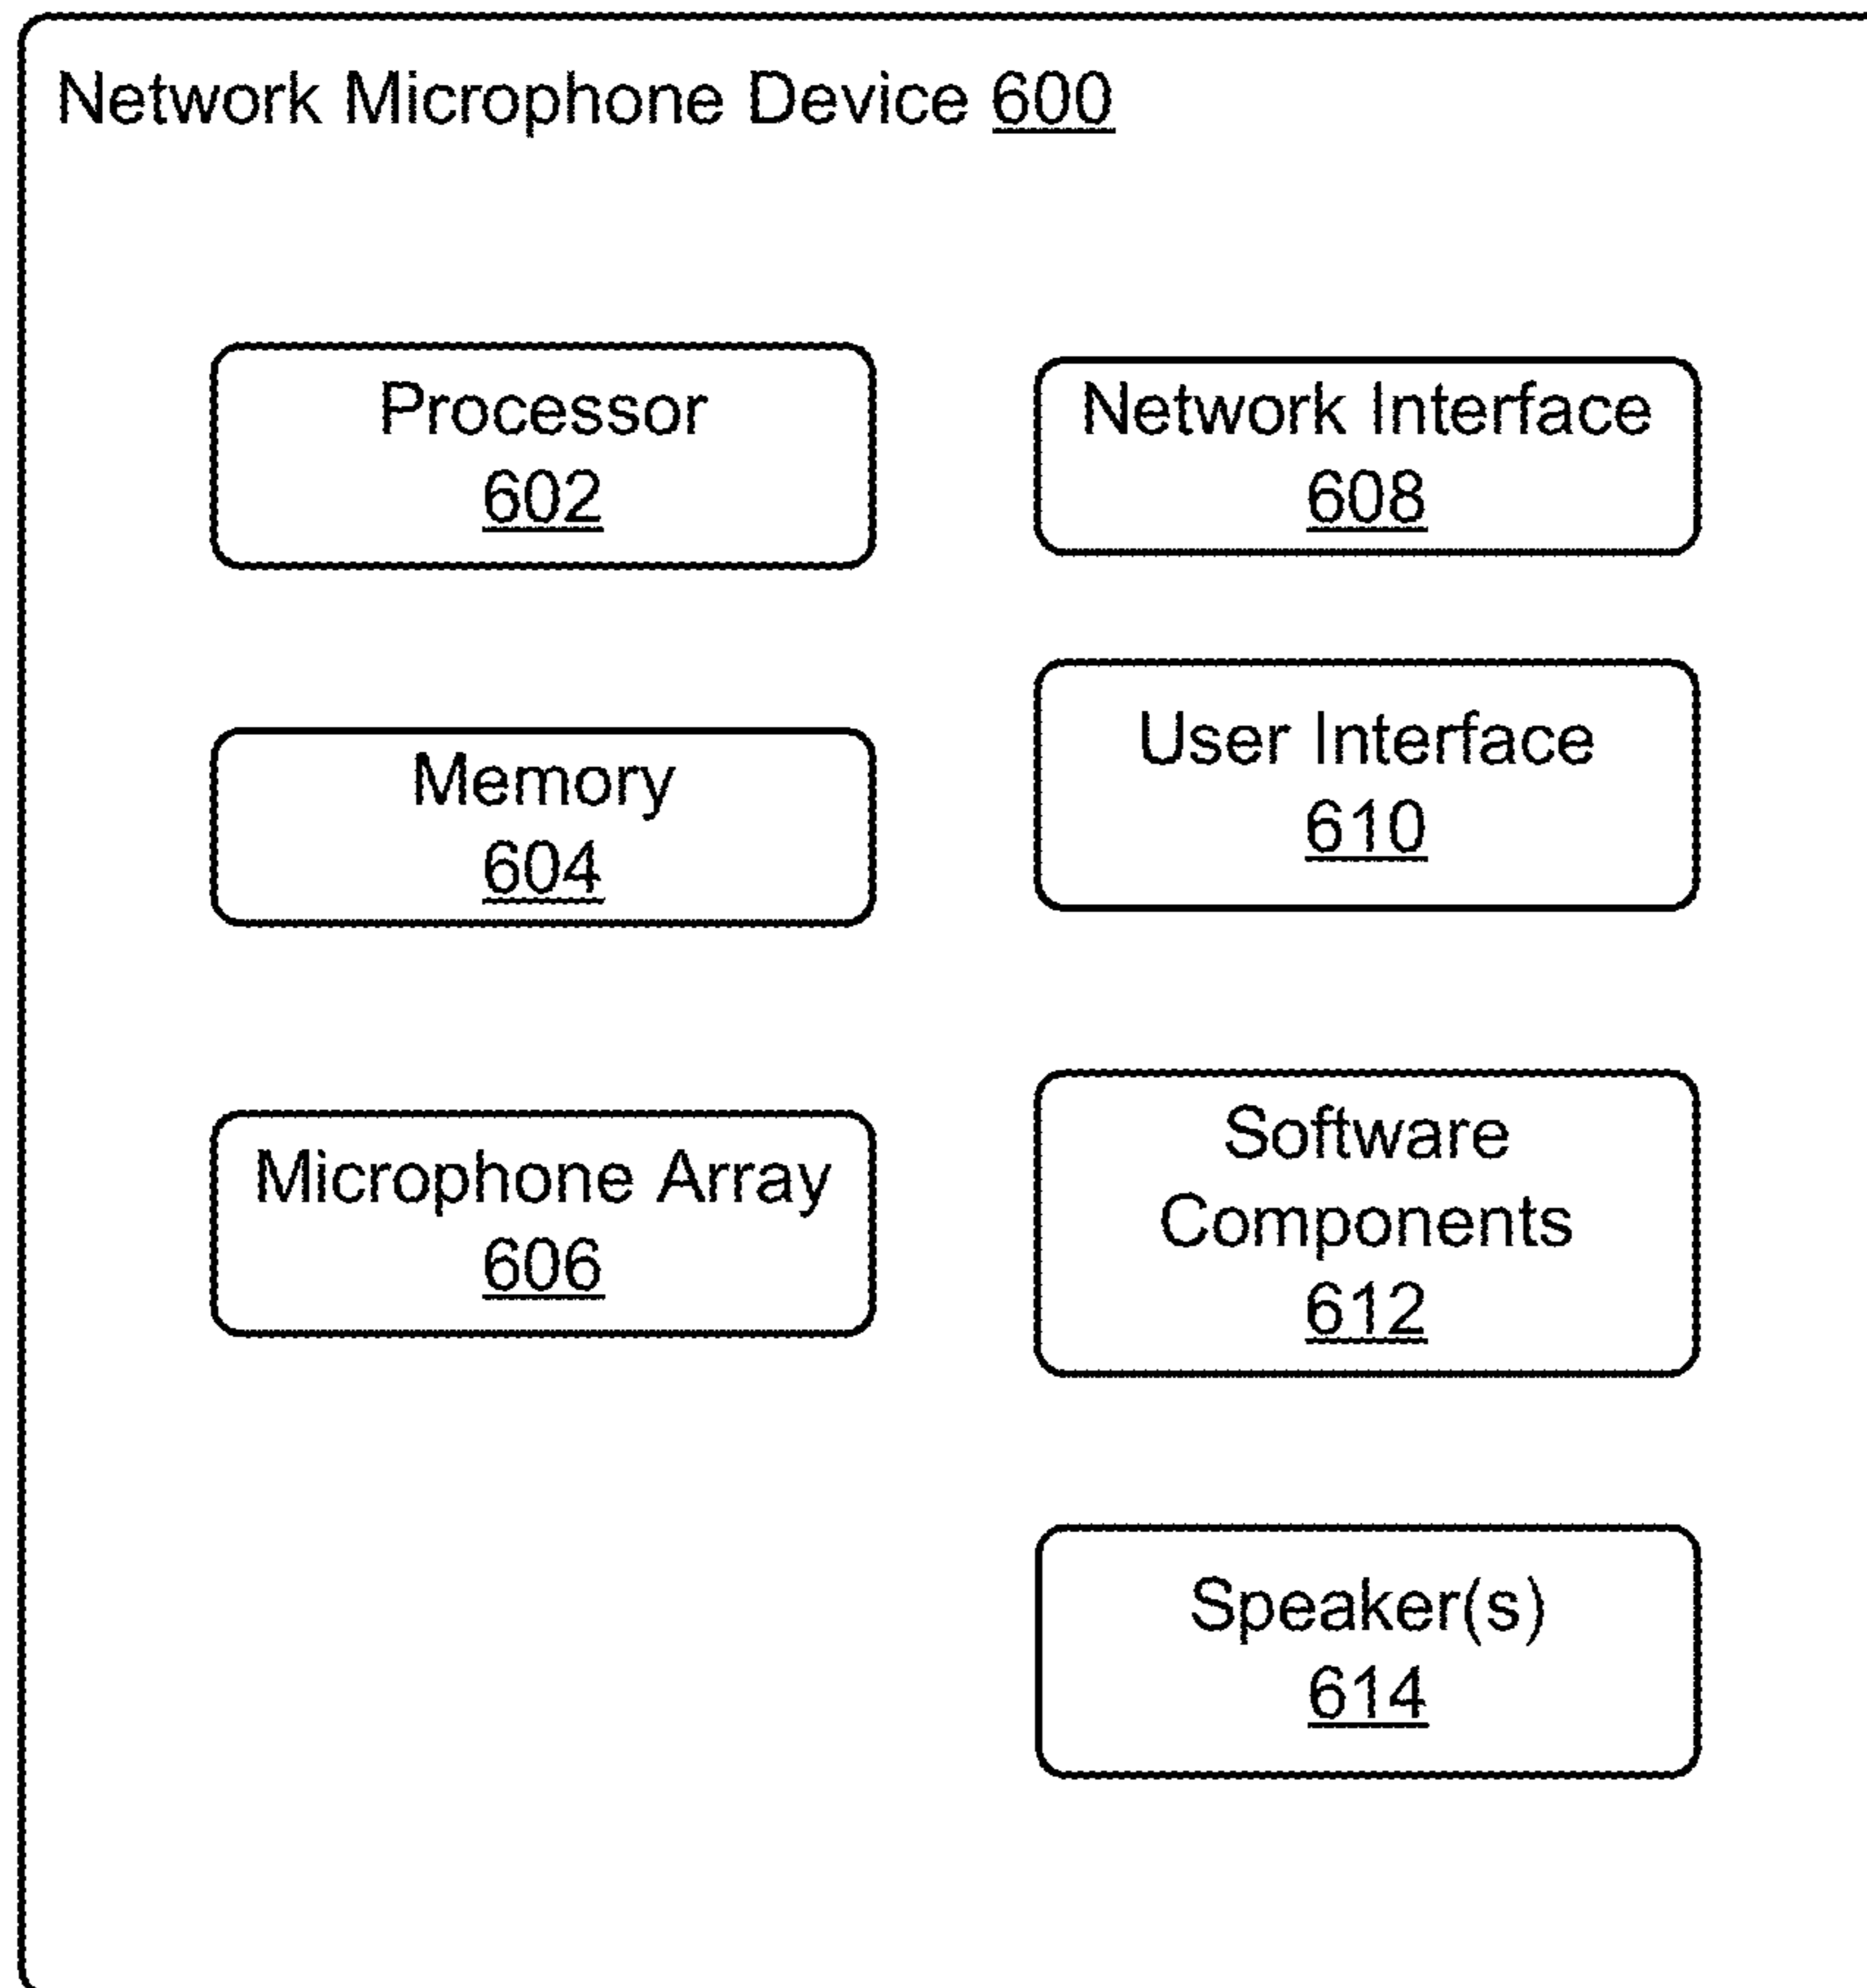 Network Microphone Device 600
Processor
602
Memory
604
Microphone Array
606
Network Interface
608
User Interface
610
Software
Components
612
Speaker(s)
614